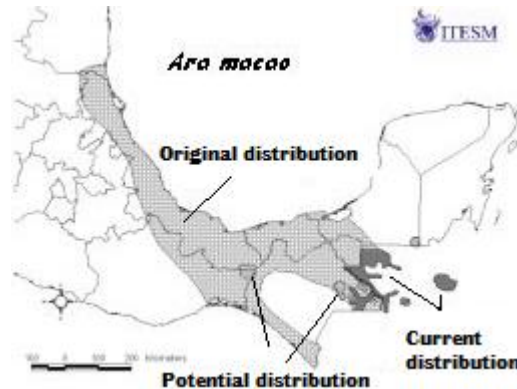 ITESM
Ara macao
Original distribution
Current
distribution
Potential distribution